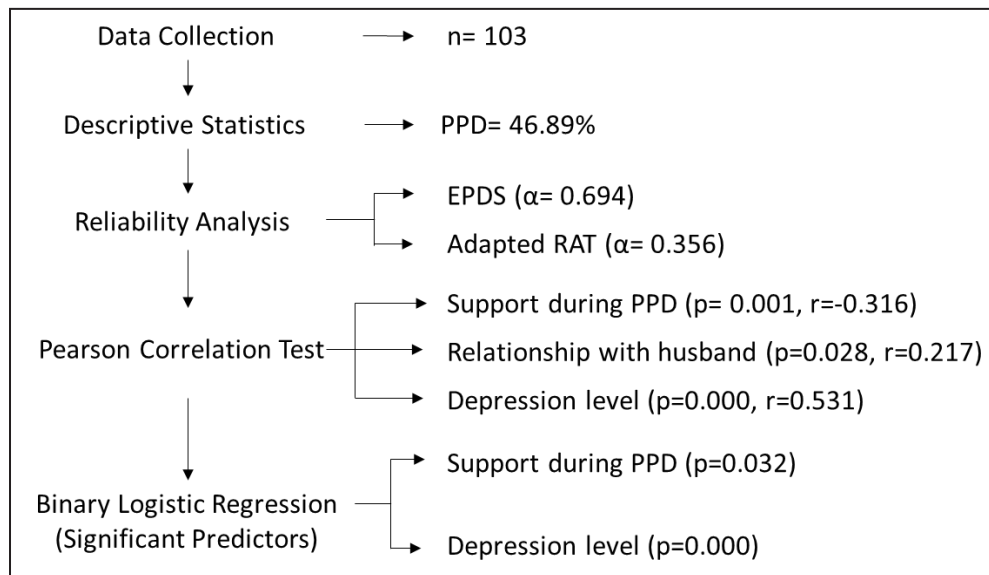 Data Collection
n= 103
Descriptive Statistics
PPD= 46.89%
Reliability Analysis
EPDS (α= 0.694)
Adapted RAT (α= 0.356)
Pearson Correlation Test
Support during PPD (p= 0.001, r=-0.316)
Relationship with husband (p=0.028, r=0.217)
Depression level (p=0.000, r=0.531)
Binary Logistic Regression
(Significant Predictors)
Support during PPD (p=0.032)
Depression level (p=0.000)